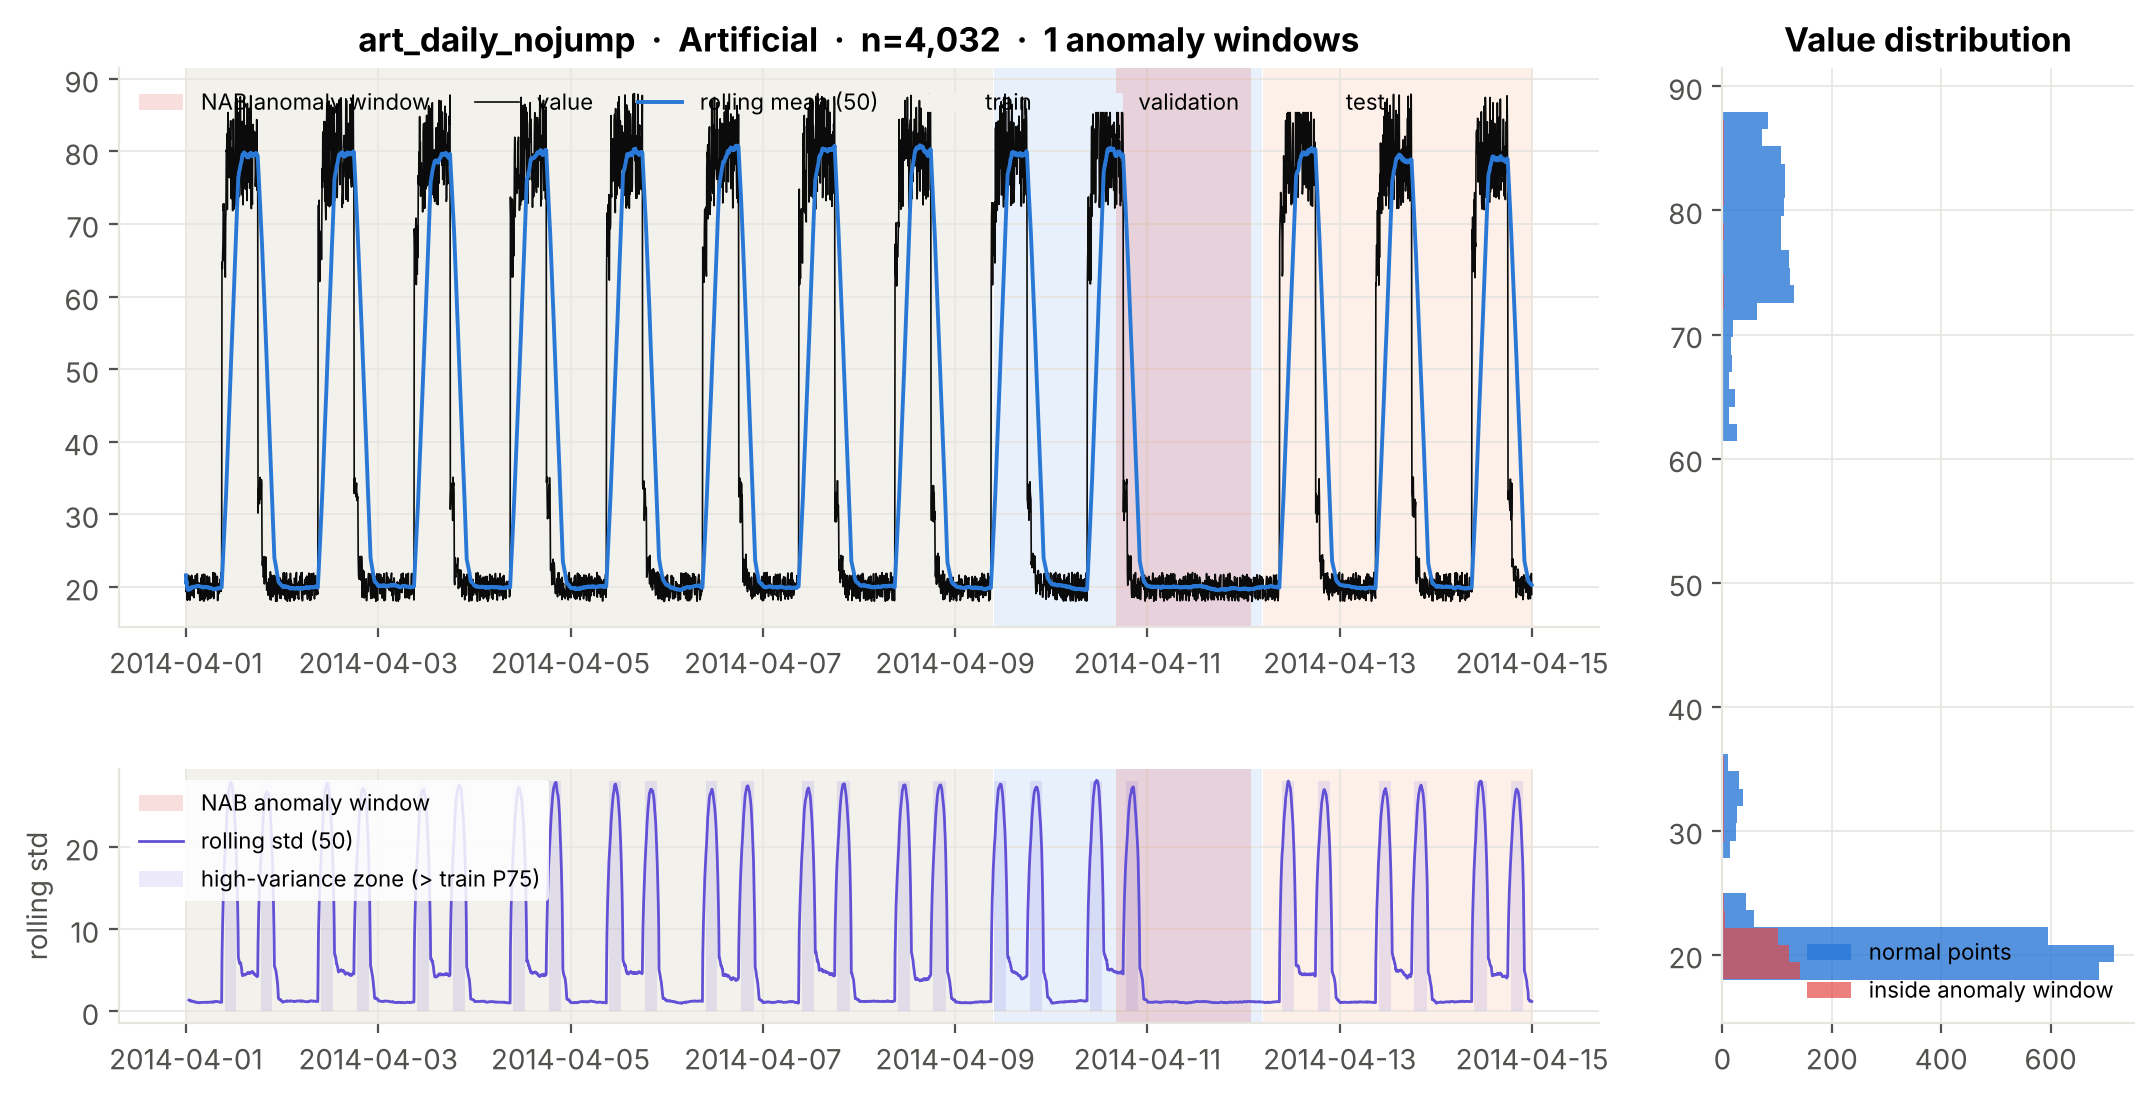 art_daily_nojump · Artificial · n=4,032 · 1 anomaly windows
NAB anomaly window
value
rolling mean (50)
train
validation
test
90
80
70
60
50
40
30
20
2014-04-01
2014-04-03
2014-04-05
2014-04-07
2014-04-09
2014-04-11
2014-04-13
2014-04-15
rolling std
20
10
0
NAB anomaly window
rolling std (50)
high-variance zone (> train P75)
2014-04-01
2014-04-03
2014-04-05
2014-04-07
2014-04-09
2014-04-11
2014-04-13
2014-04-15
Value distribution
90
80
70
60
50
40
30
20
normal points
inside anomaly window
0
200
400
600